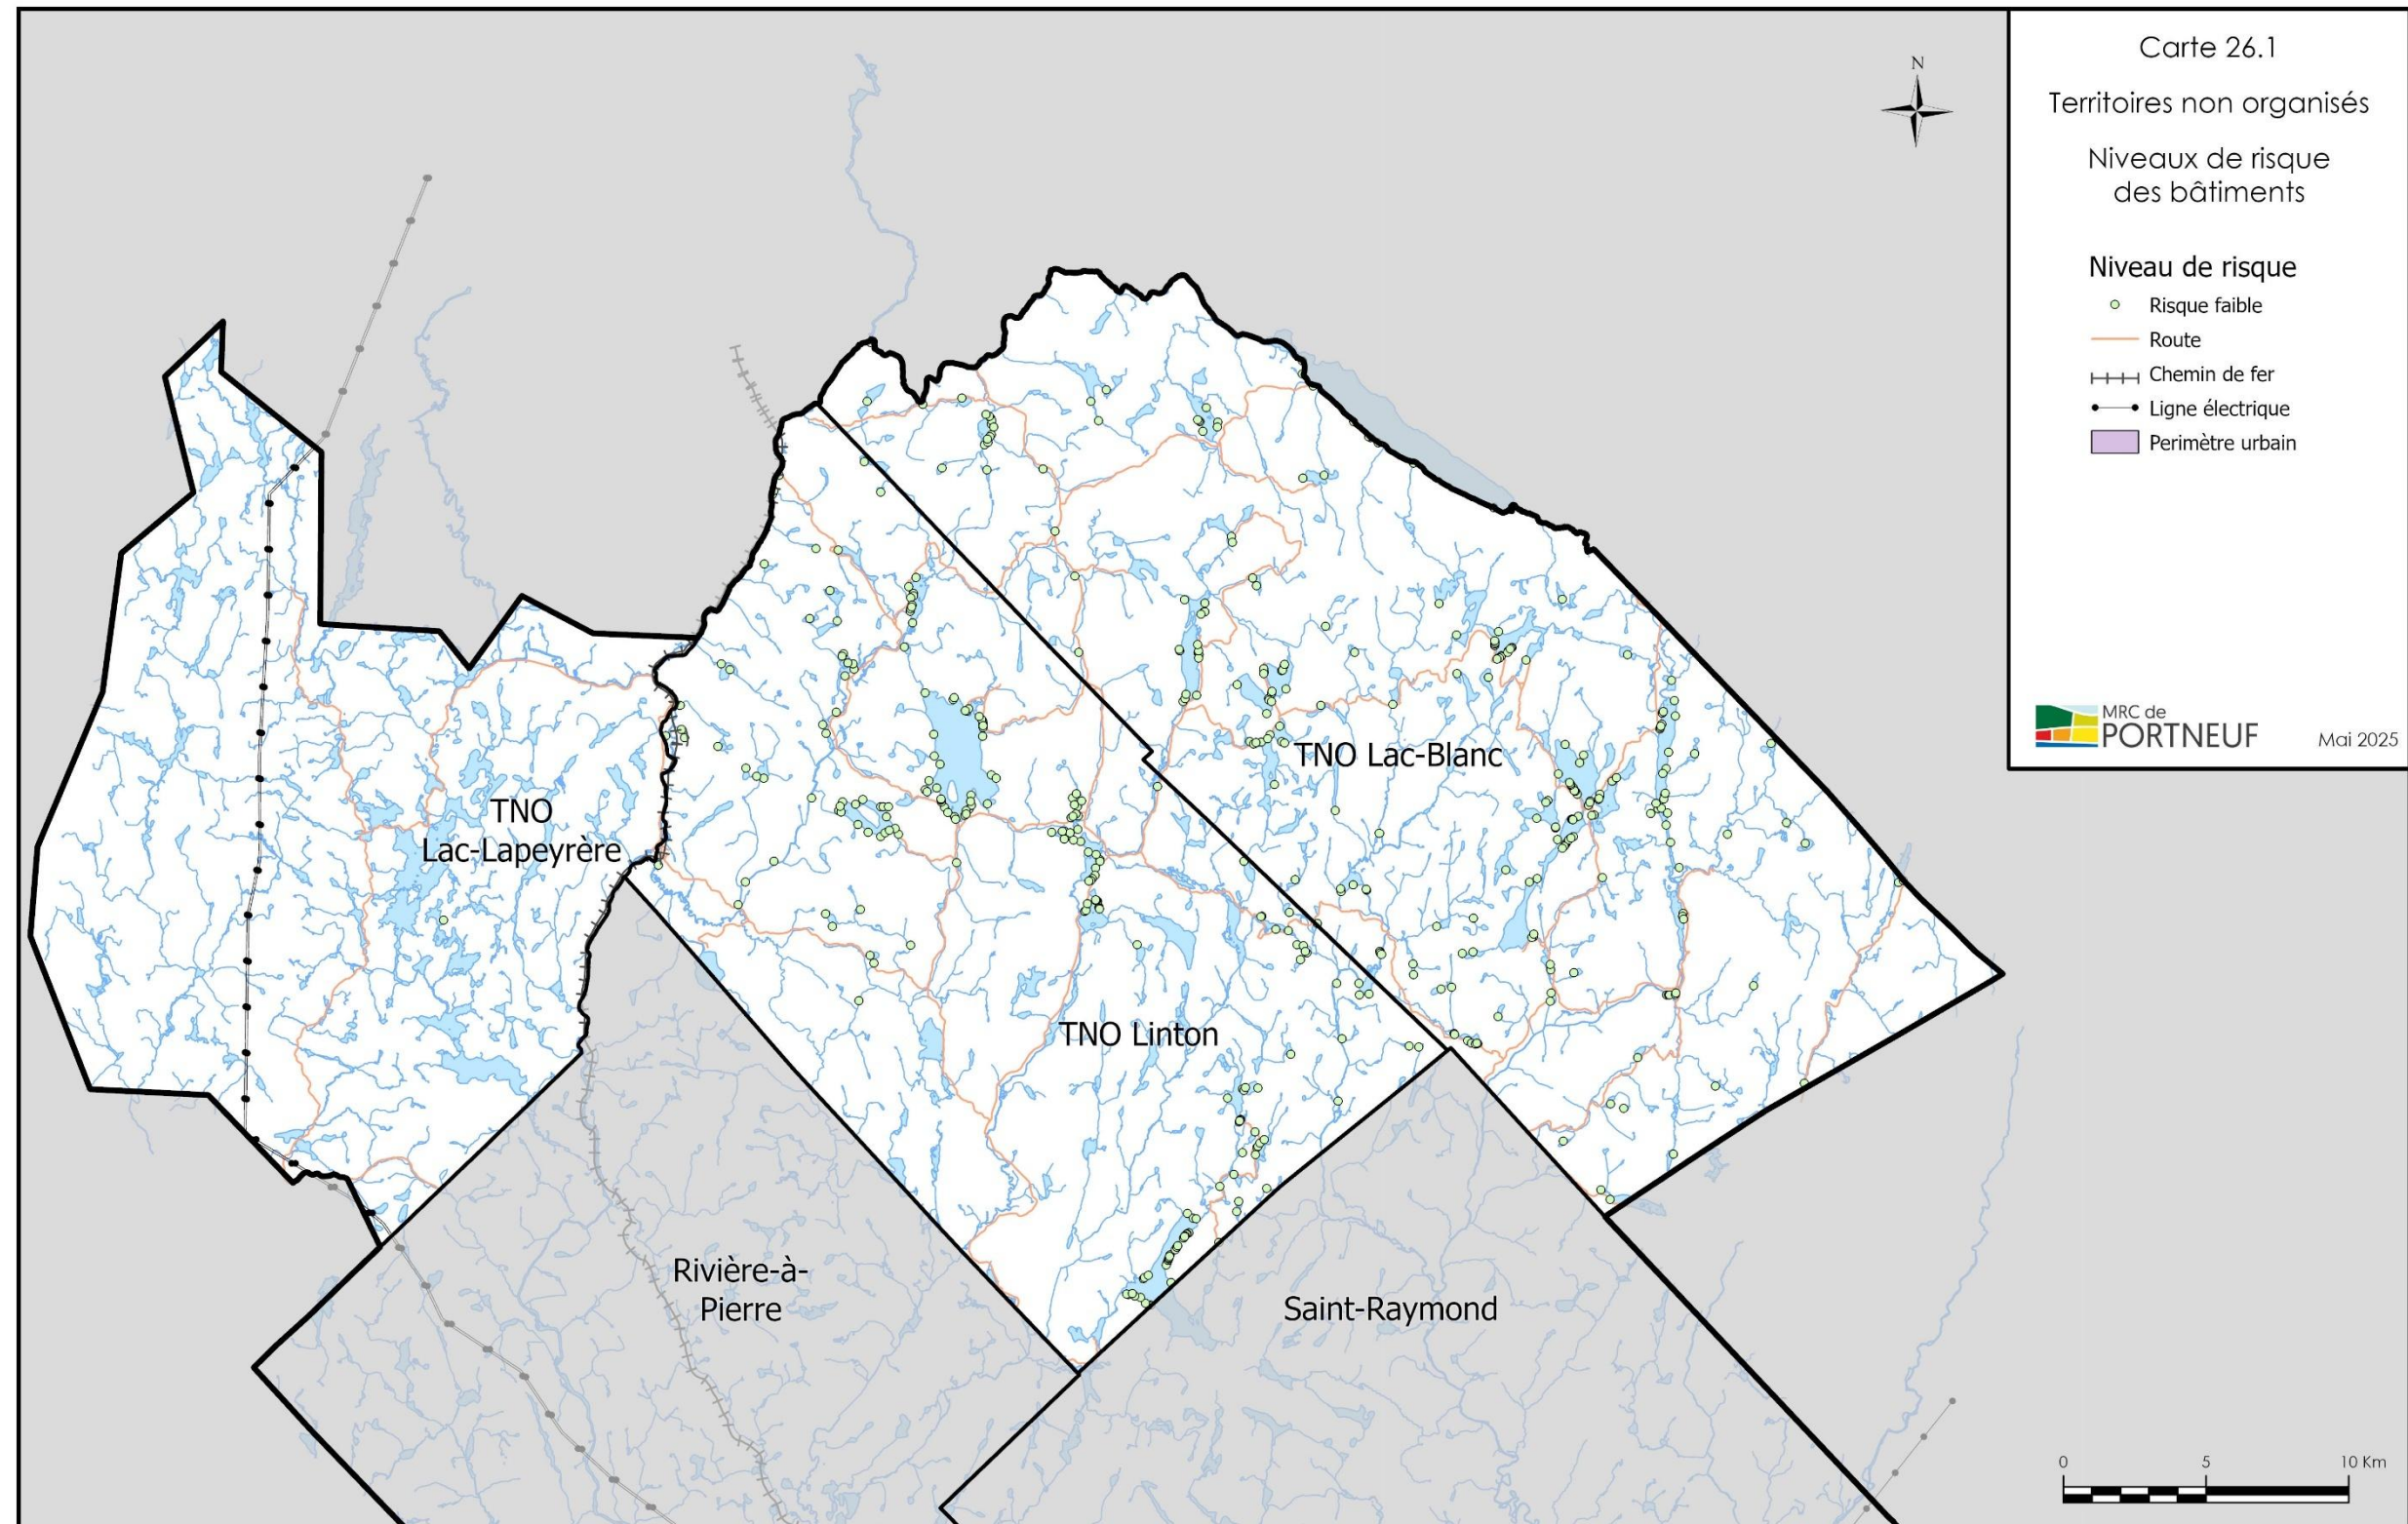 Carte 26.1
Territoires non organisés
Niveaux de risque
des bâtiments
Niveau de risque
Risque faible
Route
Chemin de fer
Ligne électrique
Perimètre urbain
MRC de
PORTNEUF
Mai 2025
N
TNO Lac-Blanc
TNO
Lac-Lapeyrère
TNO Linton
Rivière-à-
Pierre
Saint-Raymond
0 5 10 Km